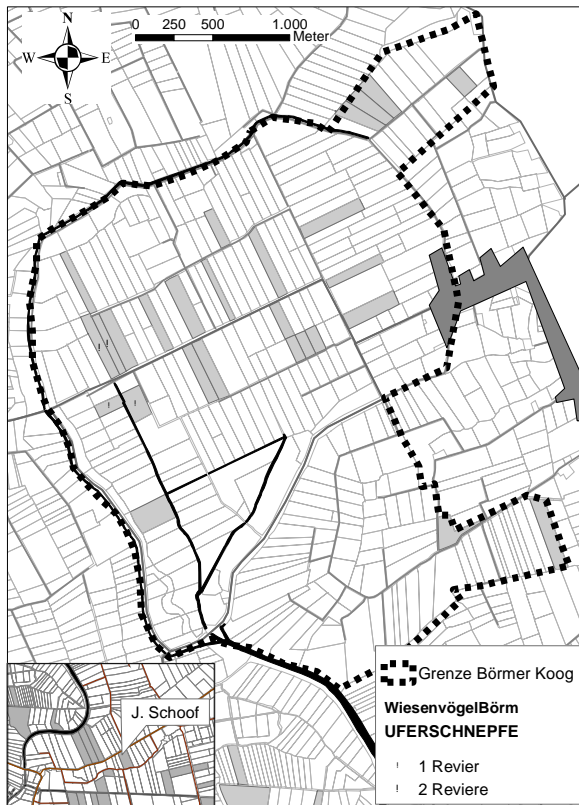 N
W E
S
0 250 500 1.000
Meter
J. Schoof
Grenze Börmer Koog
WiesenvögelBörm
UFERSCHNEPFE
! 1 Revier
! 2 Reviere